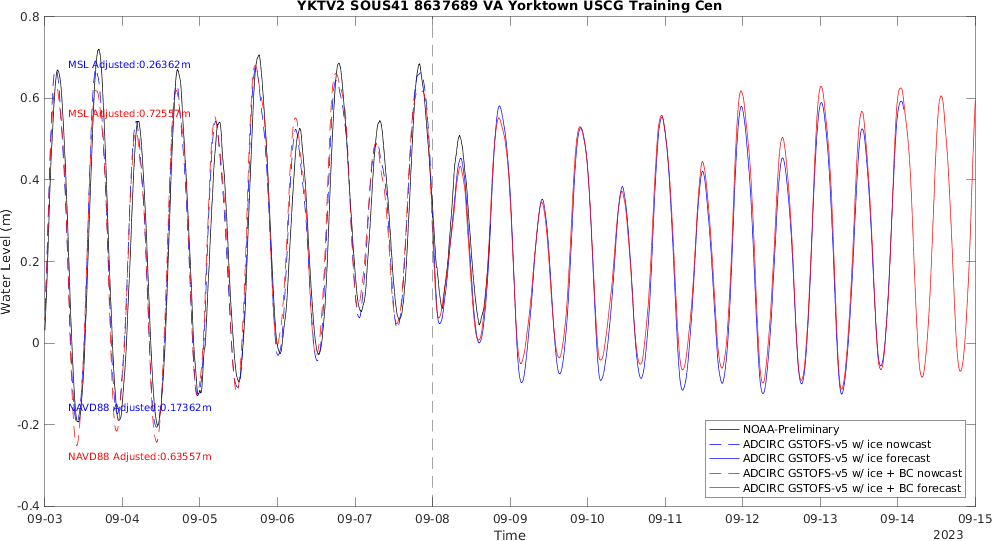 YKTV2 SOUS41 8637689 VA Yorktown USCG Training Cen
0.8
0.6
0.4
0.2
0
-0.2
-0.4
Water Level (m)
MSL Adjusted:0.26362m
MSL Adjusted:0.72557m
NAVD88 Adjusted:0.17362m
NAVD88 Adjusted:0.63557m
NOAA-Preliminary
ADCIRC GSTOFS-v5 w/ ice nowcast
ADCIRC GSTOFS-v5 w/ ice forecast
ADCIRC GSTOFS-v5 w/ ice + BC nowcast
ADCIRC GSTOFS-v5 w/ ice + BC forecast
09-03 09-04 09-05 09-06 09-07 09-08 09-09 09-10 09-11 09-12 09-13 09-14 09-15
Time
2023